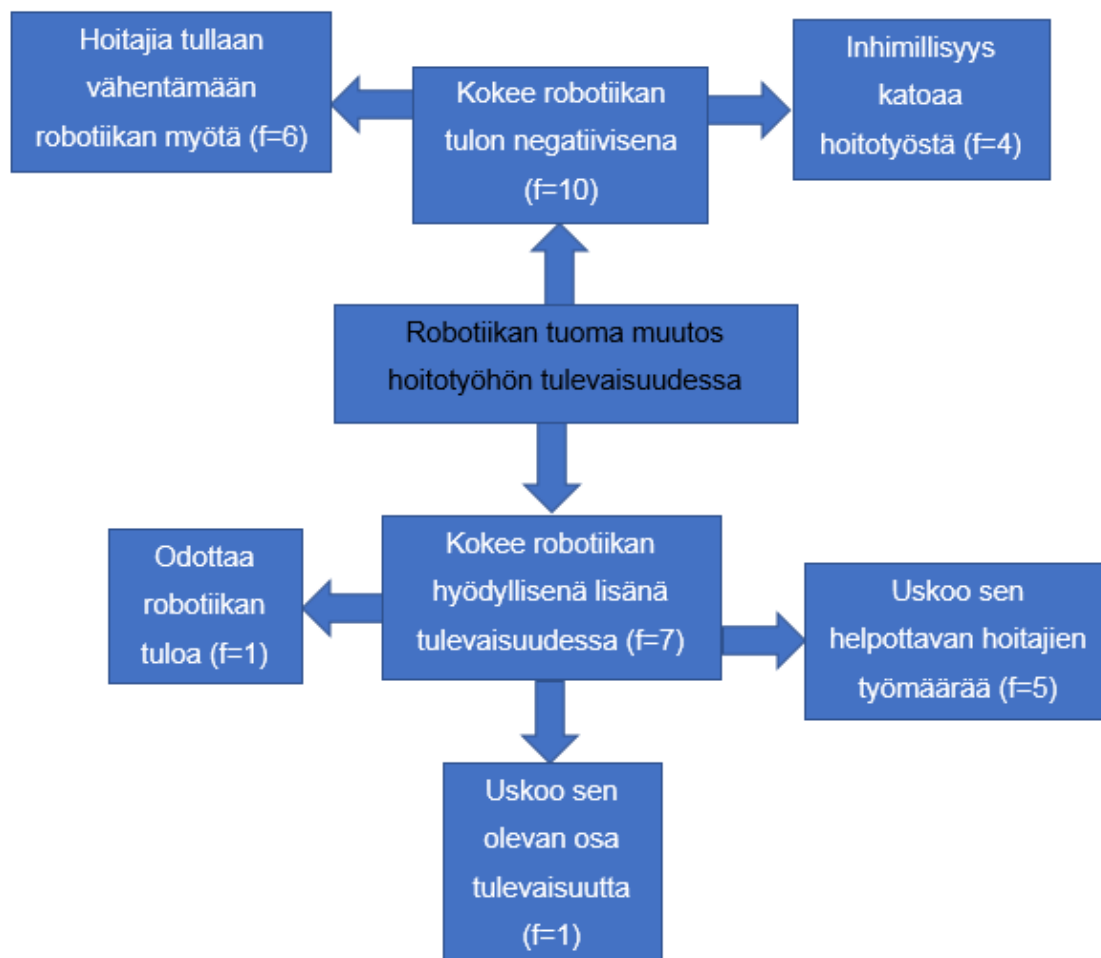 Hoitajia tullaan
vähentämään
robotiikan myötä (f=6)
Kokee robotiikan
tulon negatiivisena
(f=10)
Inhimillisyys
katoaa
hoitotyöstä (f=4)
Robotiikan tuoma muutos
hoitotyöhön tulevaisuudessa
Odottaa
robotiikan
tuloa (f=1)
Kokee robotiikan
hyödyllisenä lisänä
tulevaisuudessa (f=7)
Uskoo sen
helpottavan hoitajien
työmäärää (f=5)
Uskoo sen
olevan osa
tulevaisuutta
(f=1)